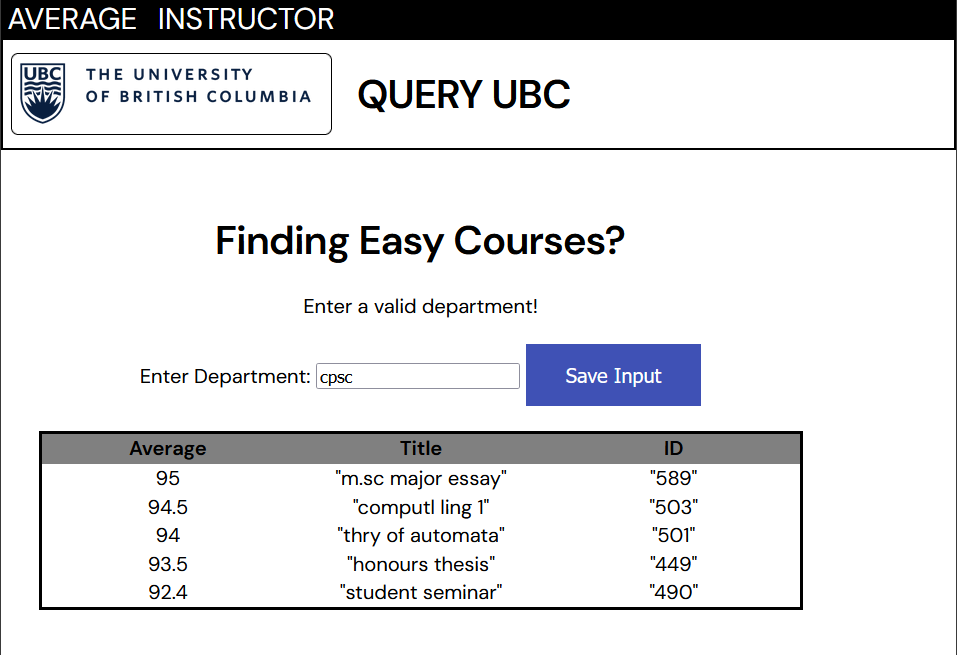 AVERAGE INSTRUCTOR
UBC
THE UNIVERSITY
OF BRITISH COLUMBIA
QUERY UBC
Finding Easy Courses?
Enter a valid department!
Enter Department: cpsc Save Input
Average Title ID
95 "m.sc major essay" "589"
94.5 "computl ling 1" "503"
94 "thry of automata" "501"
93.5 "honours thesis" "449"
92.4 "student seminar" "490"